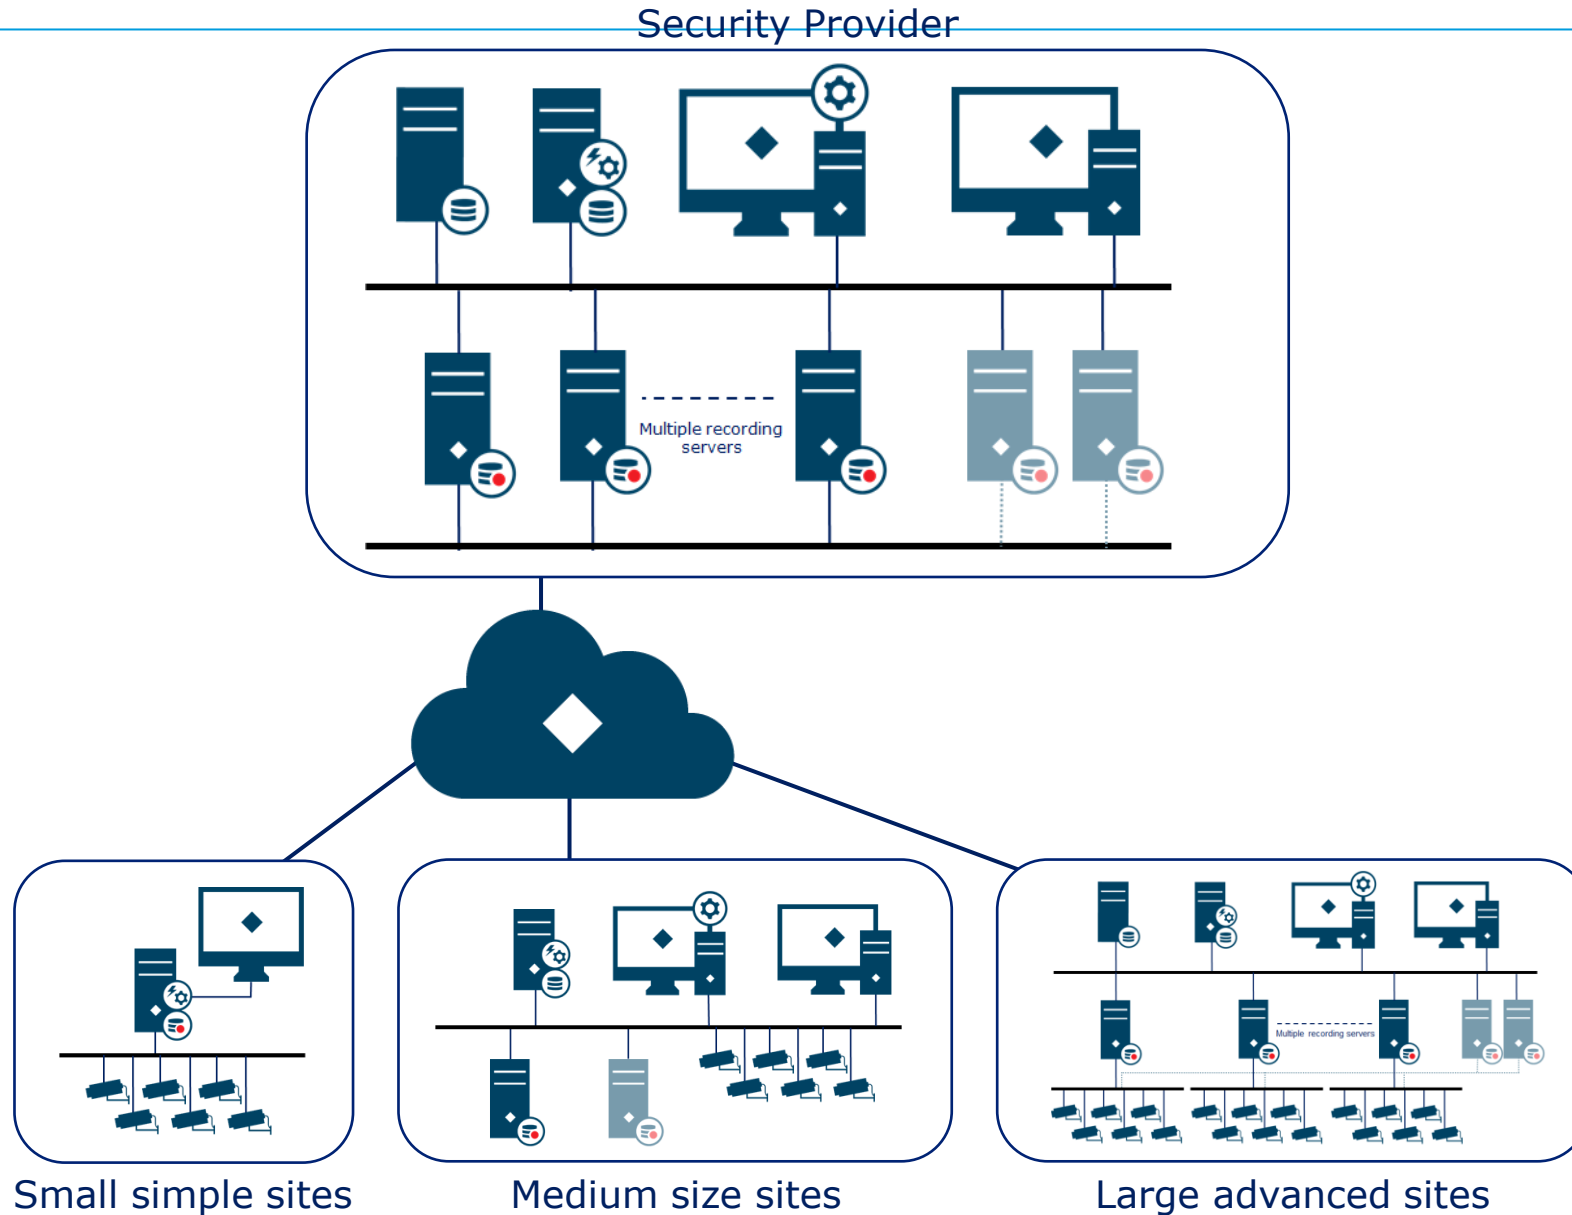 Security Provider
Multiple recording
servers
Multiple recording servers
Small simple sites
Medium size sites
Large advanced sites